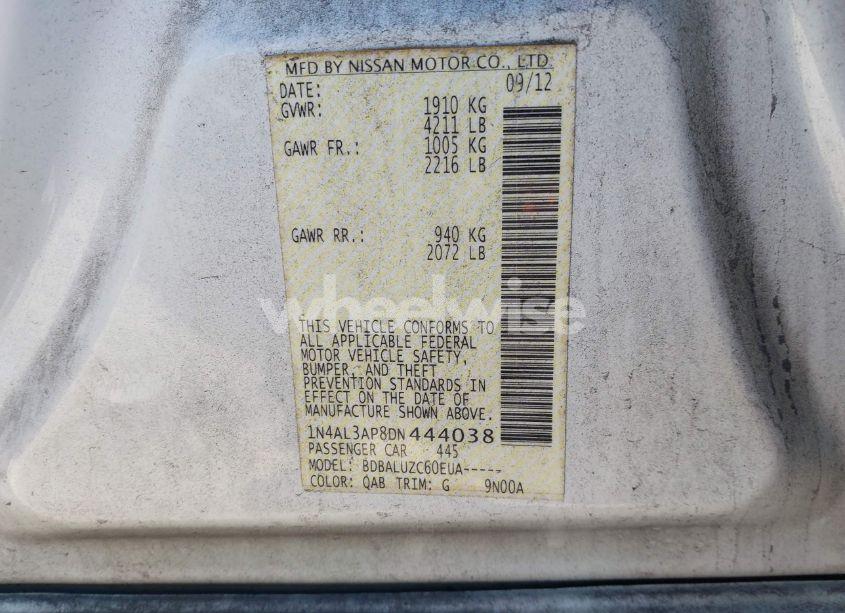 MFD BY NISSAN MOTOR CO., LTD.
DATE: 09/12
GVWR: 1910 KG
4211 LB
GAWR FR.: 1005 KG
2216 LB
GAWR RR.: 940 KG
2072 LB
wheelwise
THIS VEHICLE CONFORMS TO
ALL APPLICABLE FEDERAL
MOTOR VEHICLE SAFETY,
BUMPER, AND THEFT
PREVENTION STANDARDS IN
EFFECT ON THE DATE OF
MANUFACTURE SHOWN ABOVE.
1N4AL3AP8DN444038
PASSENGER CAR 445
MODEL: BDBALUZC60EUA-----
COLOR: QAB TRIM: G 9N00A